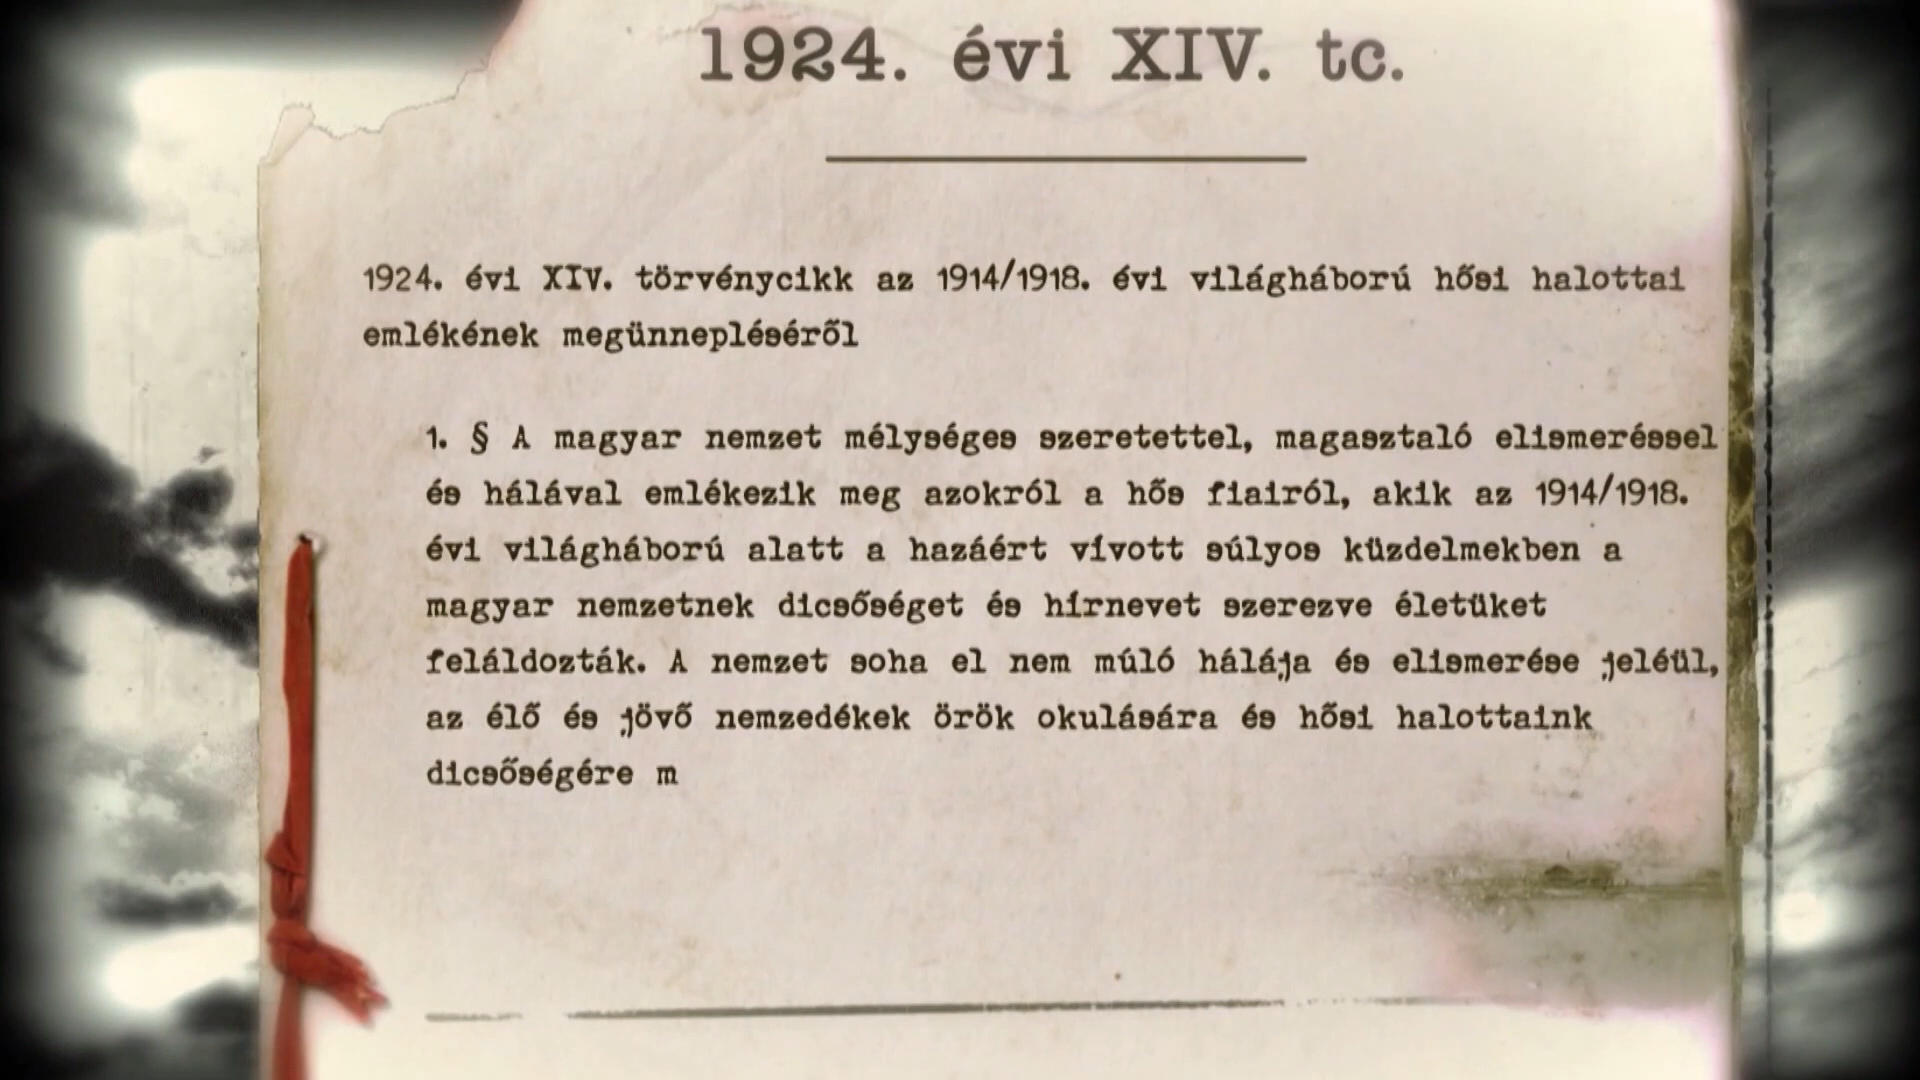 1924. évi XIV. tc.
1924. évi XIV. törvénycikk az 1914/1918. évi világháború hősi halottai
emlékének megünnepléséről
1. § A magyar nemzet mélységes szeretettel, magasztaló elismeréssel
és hálával emlékezik meg azokról a hős fiairól, akik az 1914/1918.
évi világháború alatt a hazáért vívott súlyos küzdelmekben a
magyar nemzetnek dicsőséget és hírnevet szerezve életüket
feláldozták. A nemzet soha el nem múló hálája és elismerése jeléül,
az élő és jövő nemzedékek örök okulására és hősi halottaink
dicsőségére m